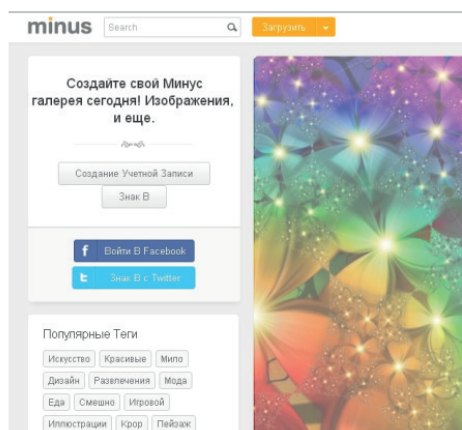 minus
Search
Загрузить
Создайте свой Минус
галерея сегодня! Изображения,
и еще.
Создание Учетной Записи
Знак В
f Войти В Facebook
Знак В с Twitter
Популярные Теги
Искусство Красивые Мило
Дизайн Развлечения Мода
Еда Смешно Игровой
Иллюстрации Крор Пейзаж